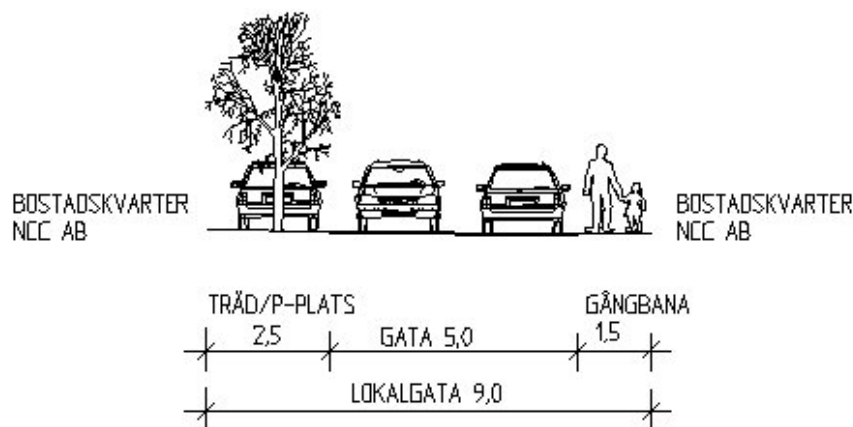 BOSTADSKVARTER
NCC AB
BOSTADSKVARTER
NCC AB
TRÄD/P-PLATS
GÅNGBANA
2,5
GATA 5,0
1,5
LOKALGATA 9,0